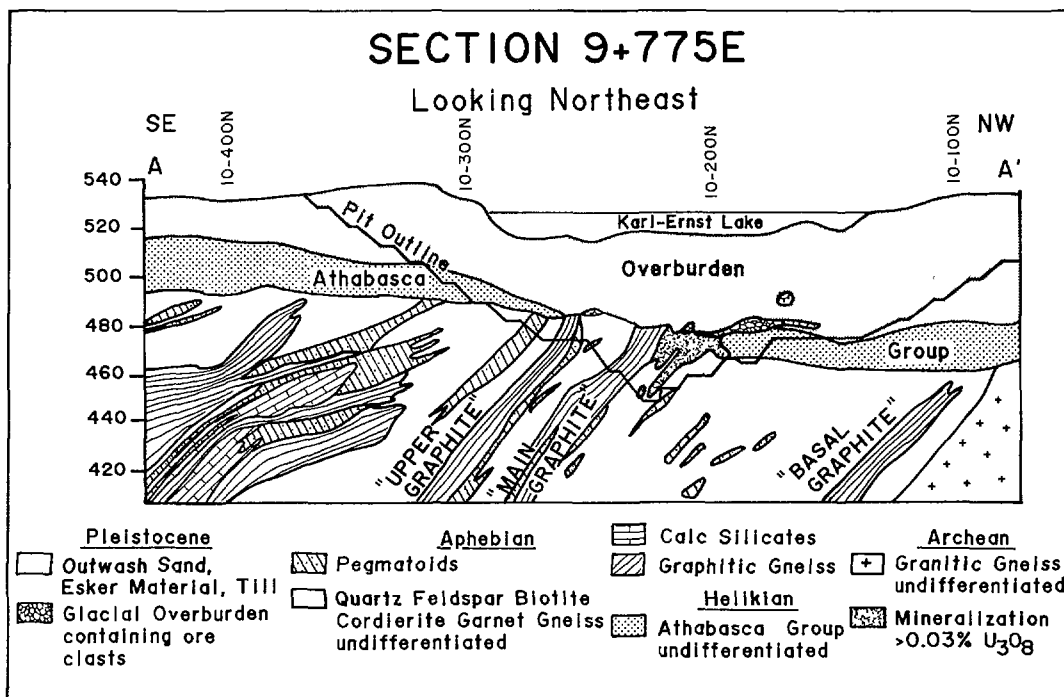 SECTION 9+775E
Looking Northeast
SE
NW
A
A'
10-400N
10-300N
10-200N
10-100N
540
520
500
480
460
440
420
Pit Outline
Karl-Ernst Lake
Overburden
Athabasca
Group
"UPPER
GRAPHITE"
"MAIN
GRAPHITE"
"BASAL
GRAPHITE"
Pleistocene
Outwash Sand,
Esker Material, Till
Glacial Overburden
containing ore
clasts
Aphebian
Pegmatoids
Quartz Feldspar Biotite
Cordierite Garnet Gneiss
undifferentiated
Calc Silicates
Graphitic Gneiss
Helikian
Athabasca Group
undifferentiated
Archean
Granitic Gneiss
undifferentiated
Mineralization
>0.03% U₃O₈